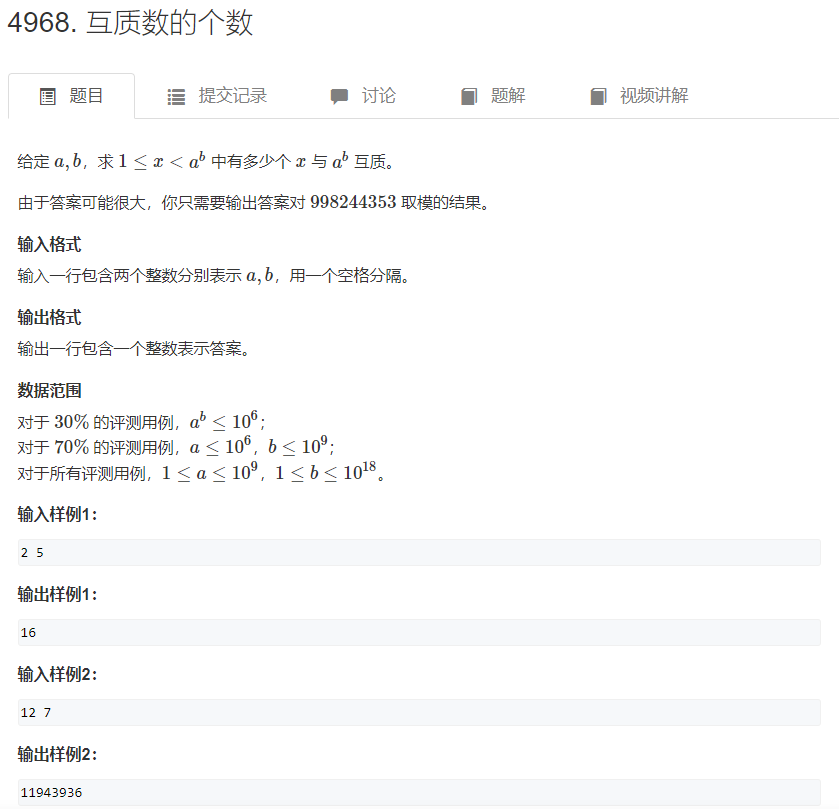 4968. 互质数的个数
题目 提交记录 讨论 题解 视频讲解
给定 a, b，求 1 ≤ x < a^b 中有多少个 x 与 a^b 互质。
由于答案可能很大，你只需要输出答案对 998244353 取模的结果。
输入格式
输入一行包含两个整数分别表示 a, b，用一个空格分隔。
输出格式
输出一行包含一个整数表示答案。
数据范围
对于 30% 的评测用例，a^b ≤ 10^6；
对于 70% 的评测用例，a ≤ 10^6，b ≤ 10^9；
对于所有评测用例，1 ≤ a ≤ 10^9，1 ≤ b ≤ 10^18。
输入样例1：
2 5
输出样例1：
16
输入样例2：
12 7
输出样例2：
11943936